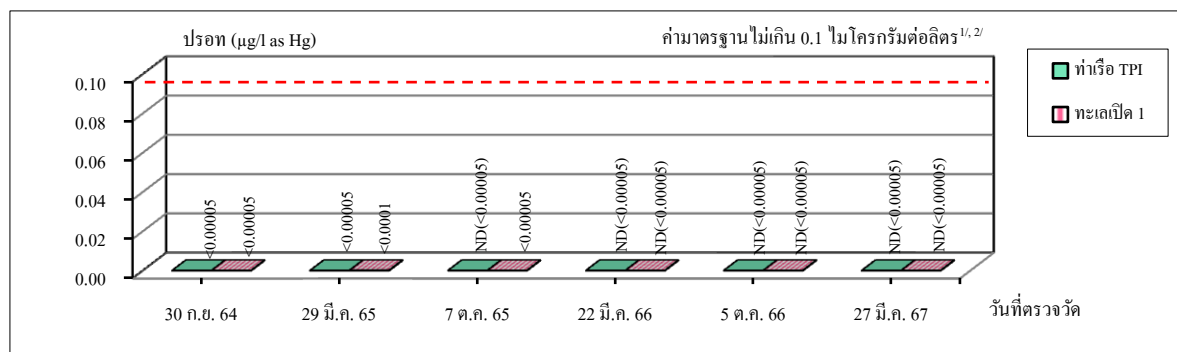 ปรอท (µg/l as Hg)
ค่ามาตรฐานไม่เกิน 0.1 ไมโครกรัมต่อลิตร1/, 2/
ท่าเรือ TPI
ทะเลเปิด 1
0.10
0.08
0.06
0.04
0.02
0.00
<0.00005
<0.00005
<0.00005
<0.0001
ND(<0.00005)
<0.00005
ND(<0.00005)
ND(<0.00005)
ND(<0.00005)
ND(<0.00005)
ND(<0.00005)
ND(<0.00005)
30 ก.ย. 64
29 มี.ค. 65
7 ต.ค. 65
22 มี.ค. 66
5 ต.ค. 66
27 มี.ค. 67
วันที่ตรวจวัด